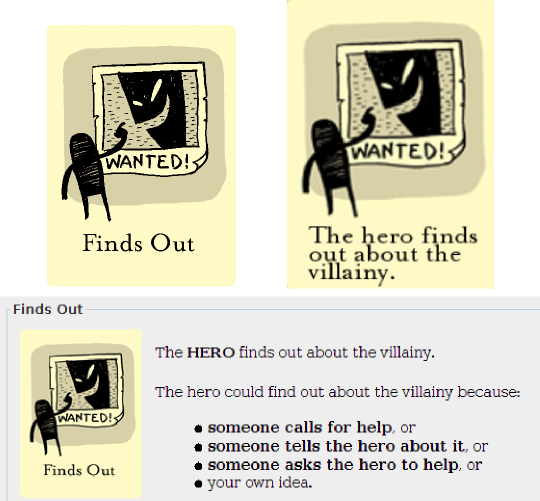 WANTED!
Finds Out
WANTED!
The hero finds
out about the
villainy.
Finds Out
WANTED!
Finds Out
The HERO finds out about the villainy.
The hero could find out about the villainy because:
• someone calls for help, or
• someone tells the hero about it, or
• someone asks the hero to help, or
• your own idea.